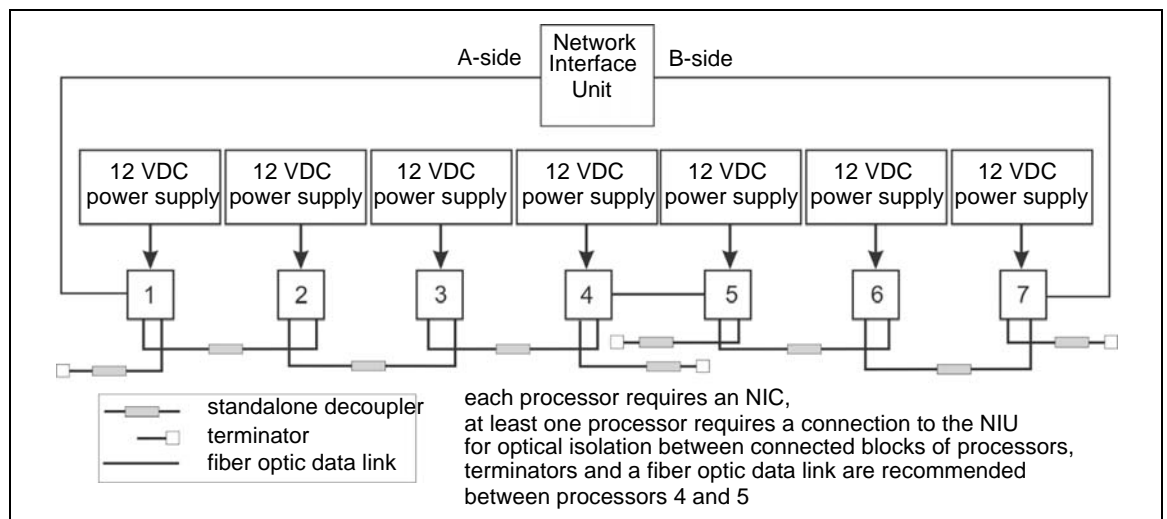 A-side
Network
Interface
Unit
B-side
12 VDC
power supply
12 VDC
power supply
12 VDC
power supply
12 VDC
power supply
12 VDC
power supply
12 VDC
power supply
12 VDC
power supply
1
2
3
4
5
6
7
standalone decoupler
terminator
fiber optic data link
each processor requires an NIC,
at least one processor requires a connection to the NIU
for optical isolation between connected blocks of processors,
terminators and a fiber optic data link are recommended
between processors 4 and 5